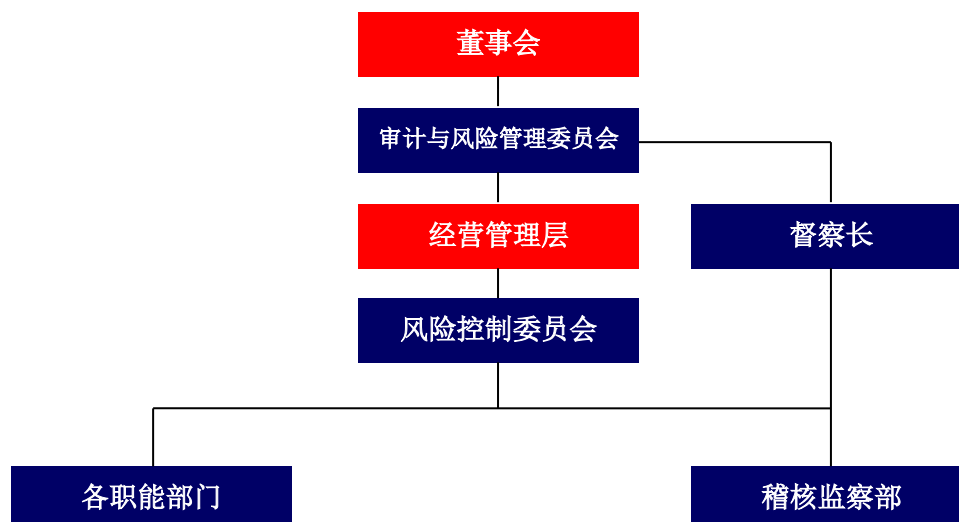 董事会
审计与风险管理委员会
经营管理层
督察长
风险控制委员会
各职能部门
稽核监察部